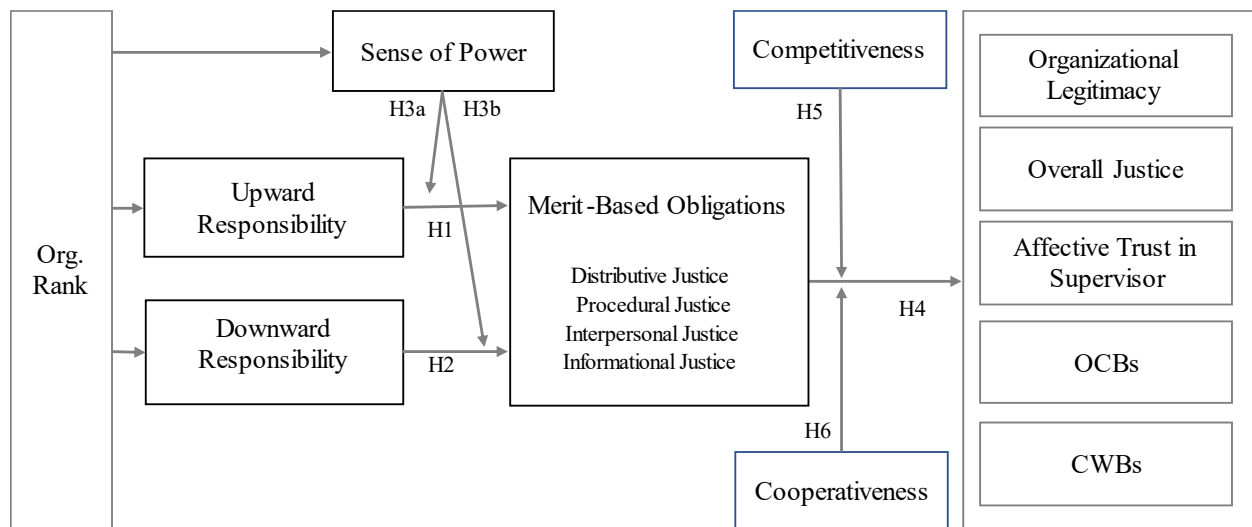 Org.
Rank
Sense of Power
H3a
H3b
Upward
Responsibility
H1
Downward
Responsibility
H2
Merit-Based Obligations
Distributive Justice
Procedural Justice
Interpersonal Justice
Informational Justice
Competitiveness
H5
H4
H6
Cooperativeness
Organizational
Legitimacy
Overall Justice
Affective Trust in
Supervisor
OCBs
CWBs